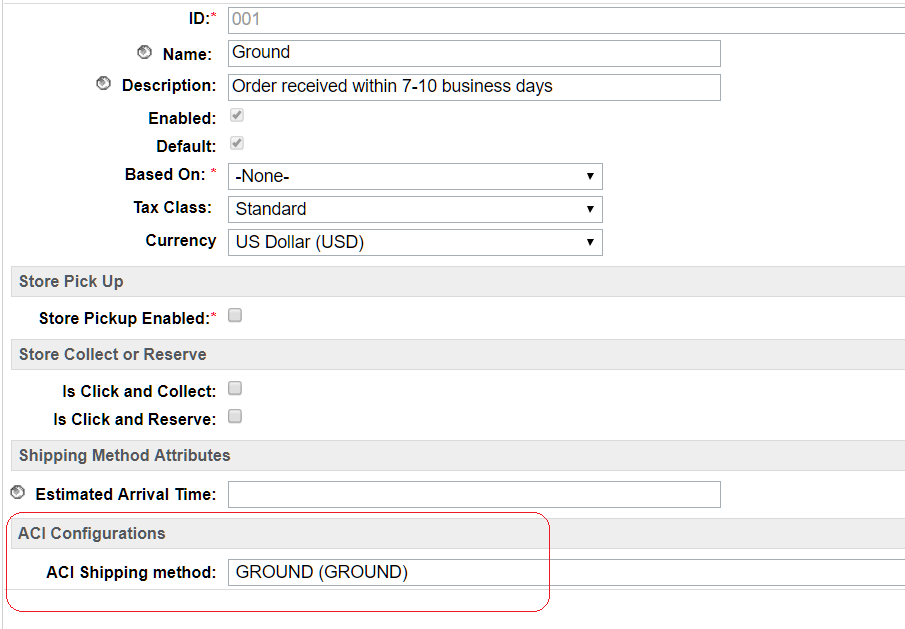 ID:* 001
Name: Ground
Description: Order received within 7-10 business days
Enabled:
Default:
Based On: * -None-
Tax Class: Standard
Currency US Dollar (USD)
Store Pick Up
Store Pickup Enabled:*
Store Collect or Reserve
Is Click and Collect:
Is Click and Reserve:
Shipping Method Attributes
Estimated Arrival Time:
ACI Configurations
ACI Shipping method: GROUND (GROUND)